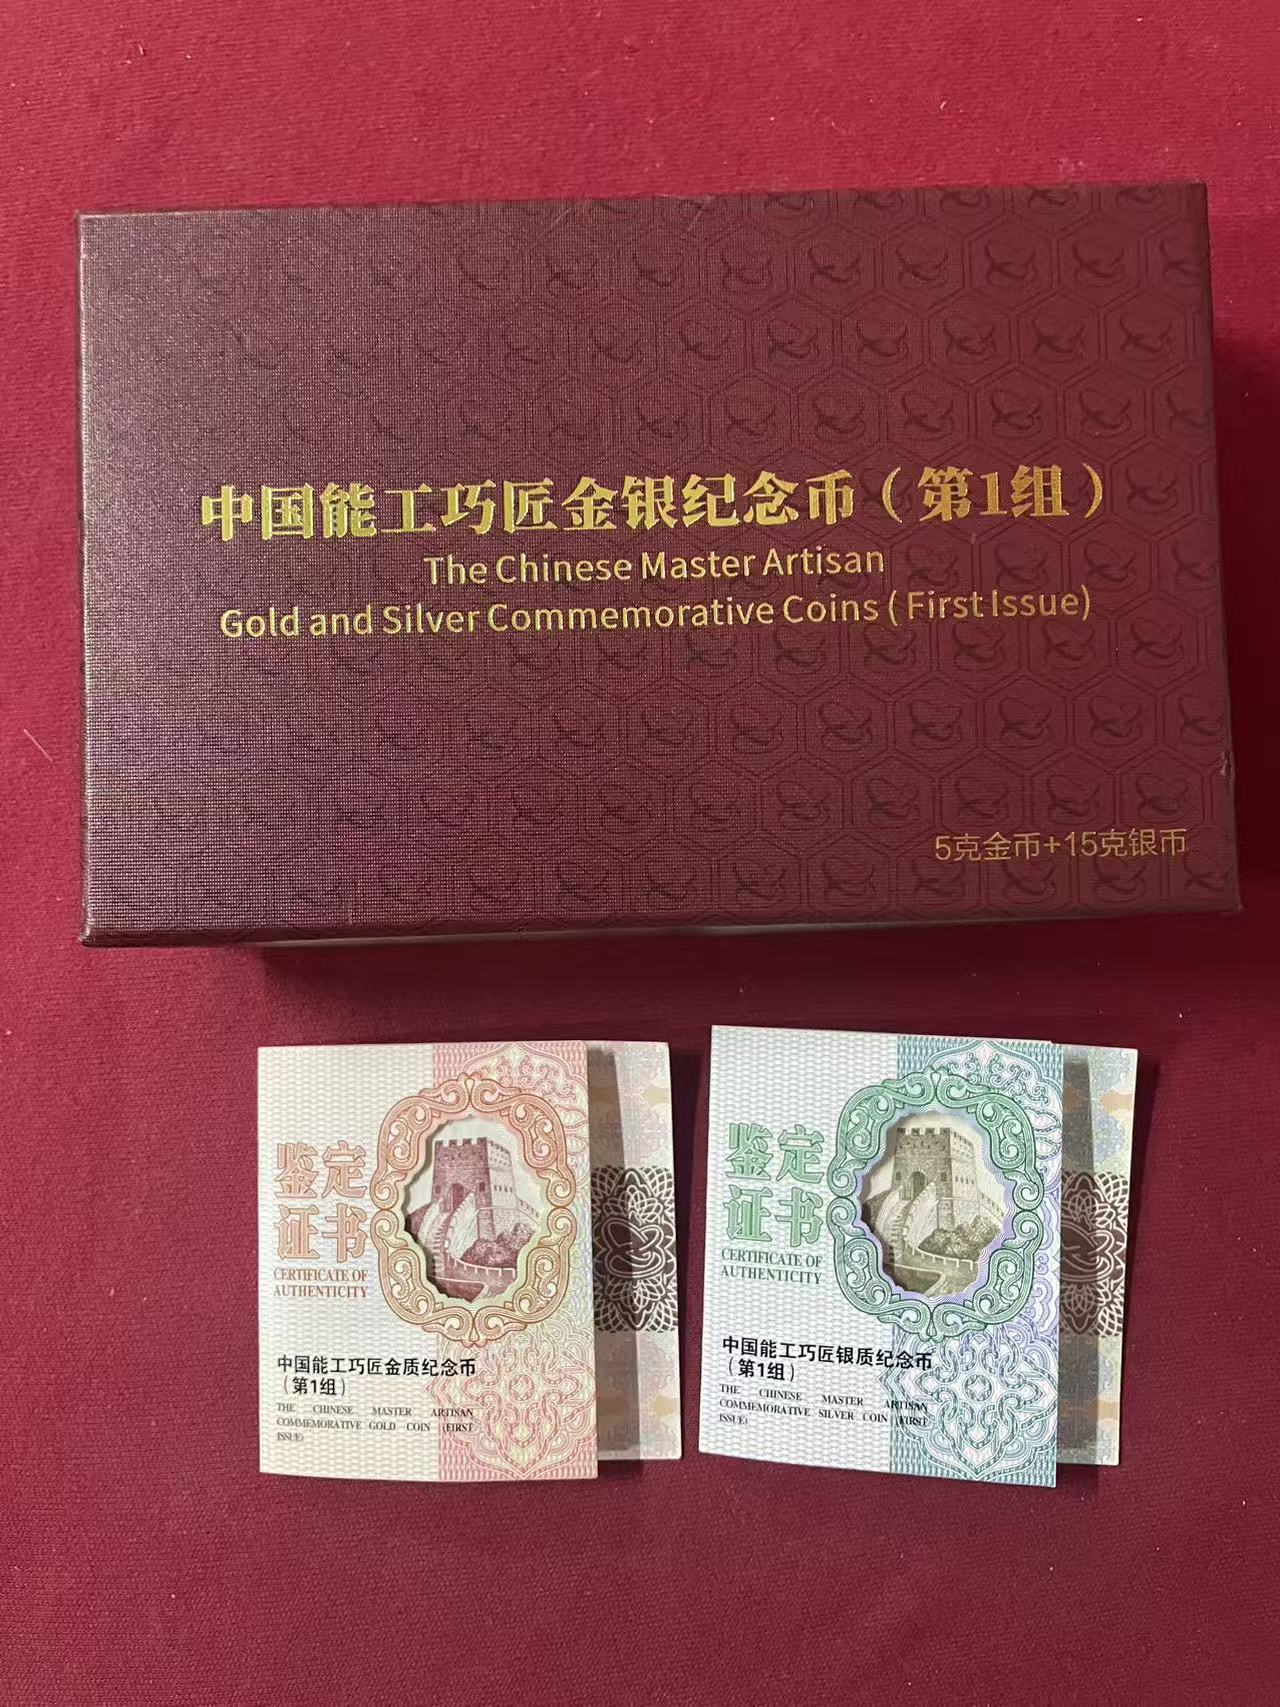 中国能工巧匠金银纪念币（第1组）
The Chinese Master Artisan
Gold and Silver Commemorative Coins (First Issue)
5克金币+15克银币
鉴定
证书
CERTIFICATE OF
AUTHENTICITY
中国能工巧匠金质纪念币
（第1组）
THE CHINESE MASTER ARTISAN
COMMEMORATIVE GOLD COIN (FIRST
ISSUE)
鉴定
证书
CERTIFICATE OF
AUTHENTICITY
中国能工巧匠银质纪念币
（第1组）
THE CHINESE MASTER ARTISAN
COMMEMORATIVE SILVER COIN (FIRST
ISSUE)